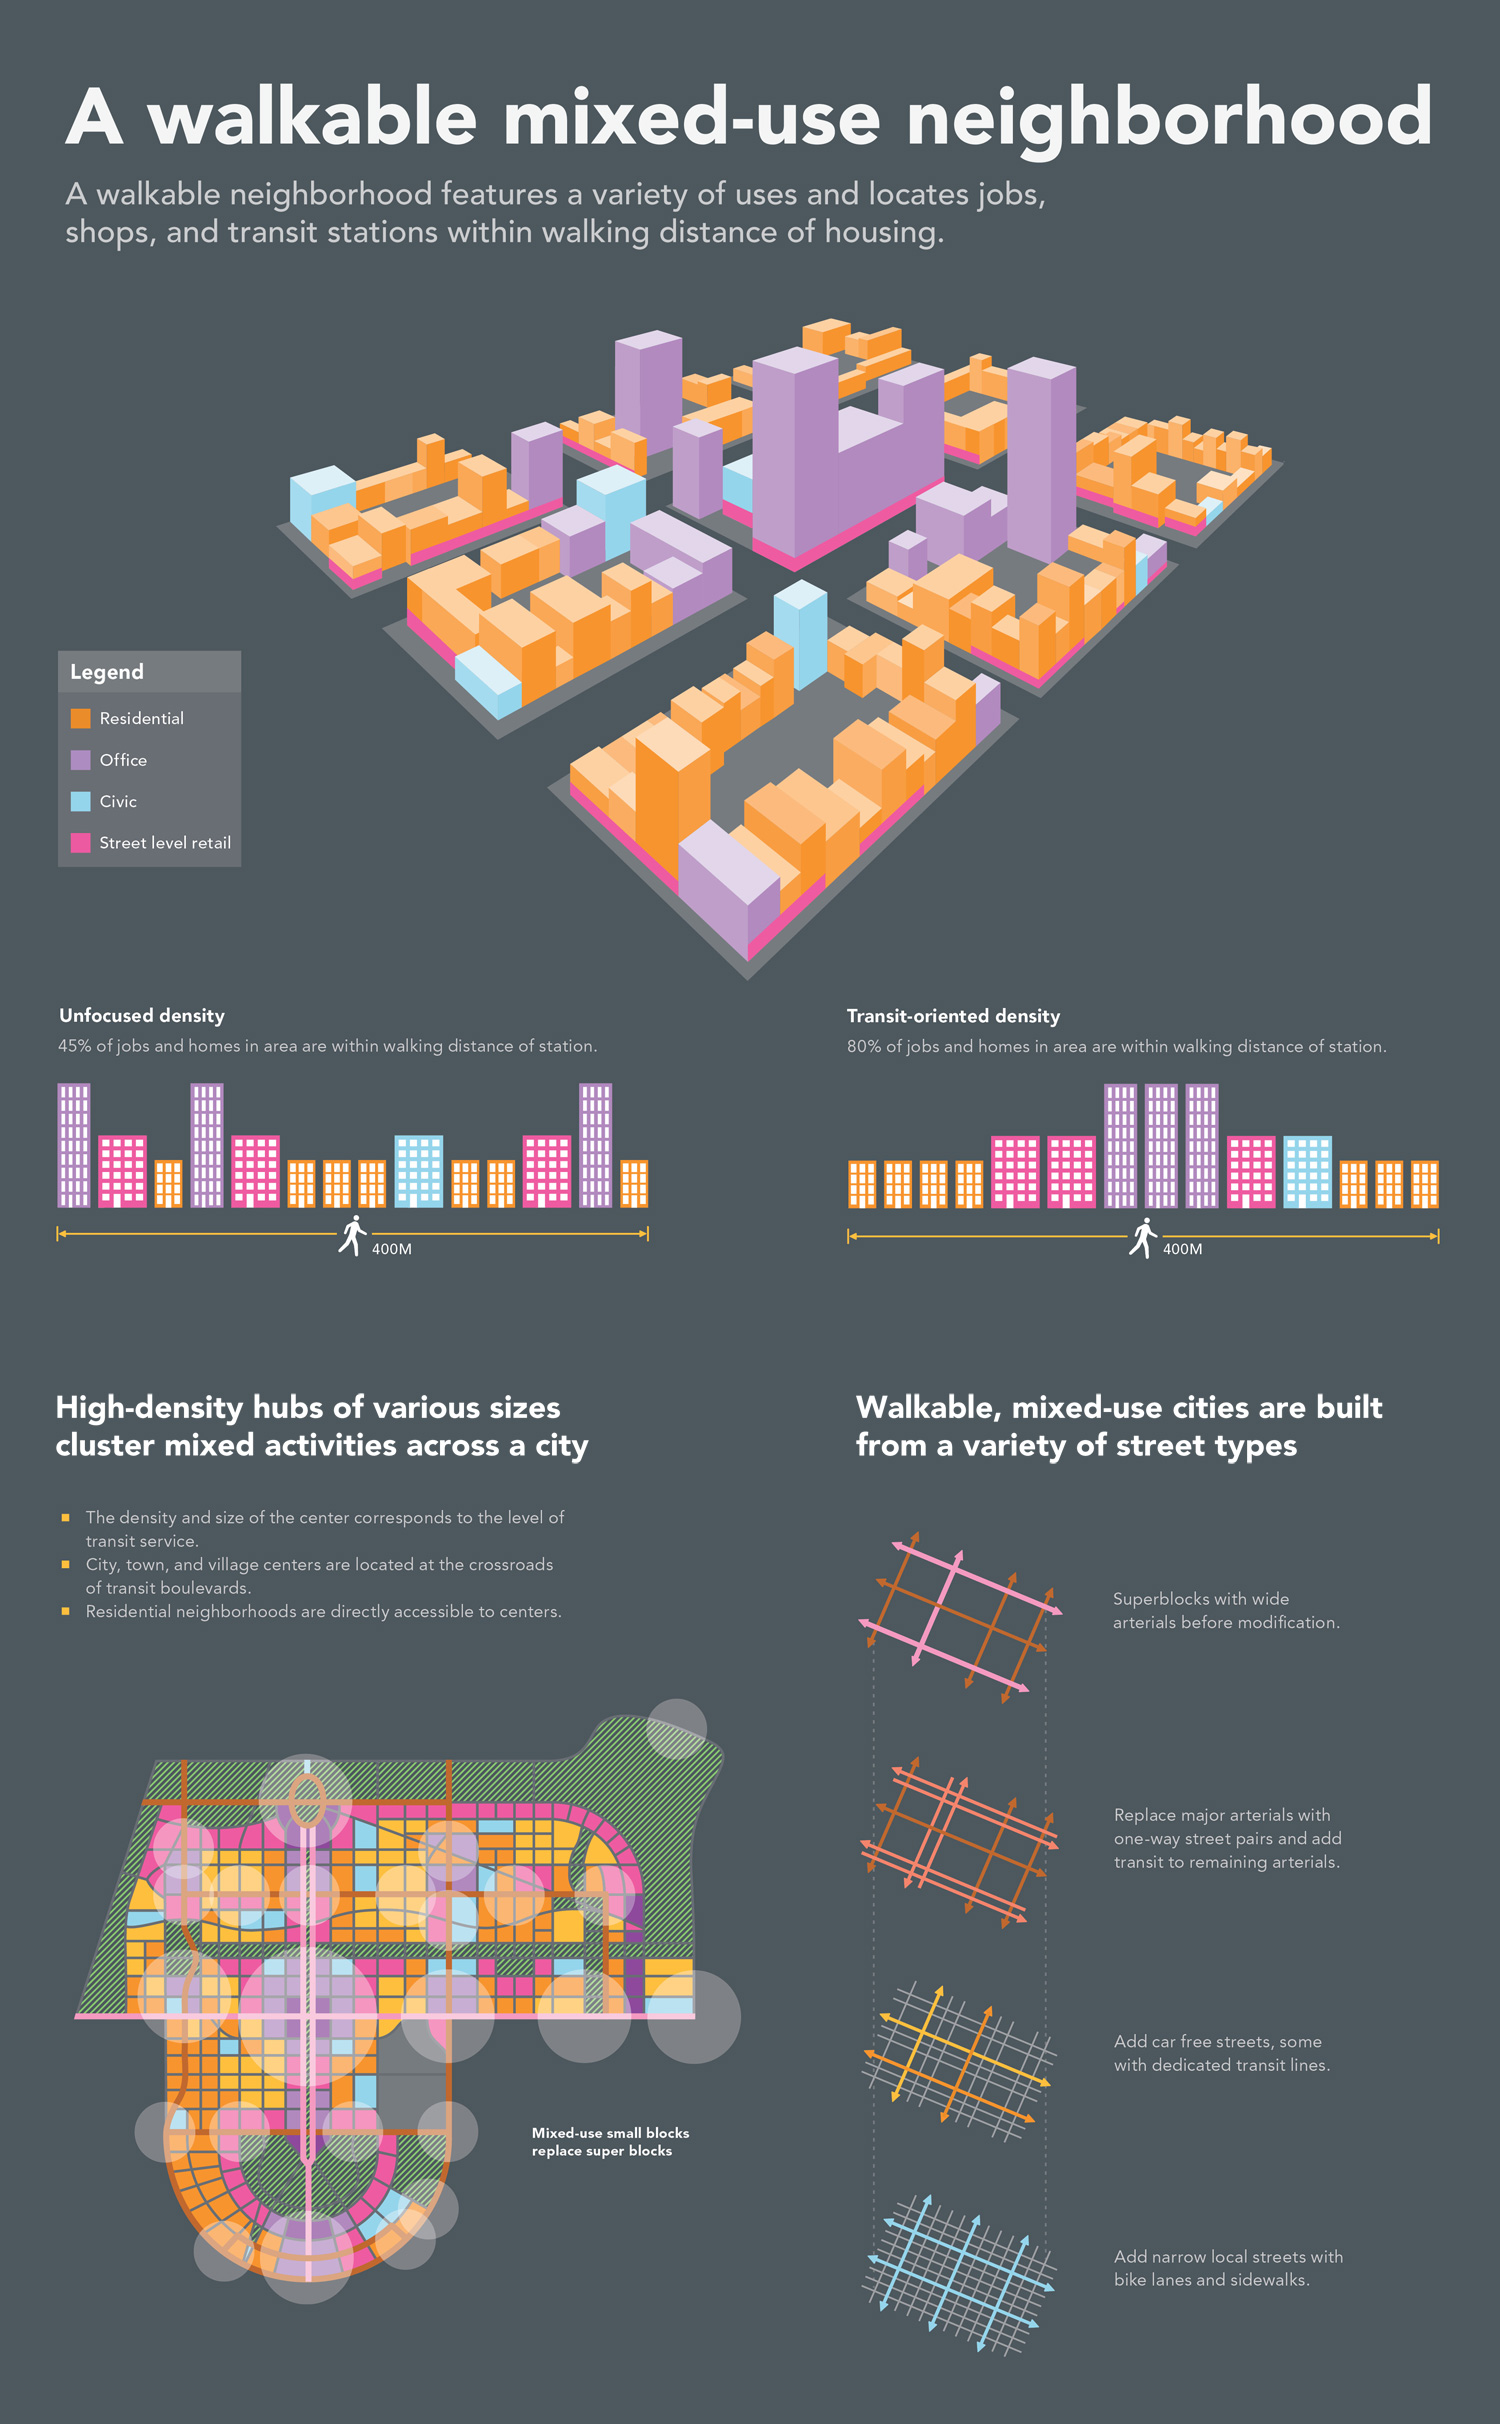 A walkable mixed-use neighborhood
A walkable neighborhood features a variety of uses and locates jobs,
shops, and transit stations within walking distance of housing.
Legend
Residential
Office
Civic
Street level retail
Unfocused density
45% of jobs and homes in area are within walking distance of station.
400M
Transit-oriented density
80% of jobs and homes in area are within walking distance of station.
400M
High-density hubs of various sizes
cluster mixed activities across a city
The density and size of the center corresponds to the level of
transit service.
City, town, and village centers are located at the crossroads
of transit boulevards.
Residential neighborhoods are directly accessible to centers.
Mixed-use small blocks
replace super blocks
Walkable, mixed-use cities are built
from a variety of street types
Superblocks with wide
arterials before modification.
Replace major arterials with
one-way street pairs and add
transit to remaining arterials.
Add car free streets, some
with dedicated transit lines.
Add narrow local streets with
bike lanes and sidewalks.